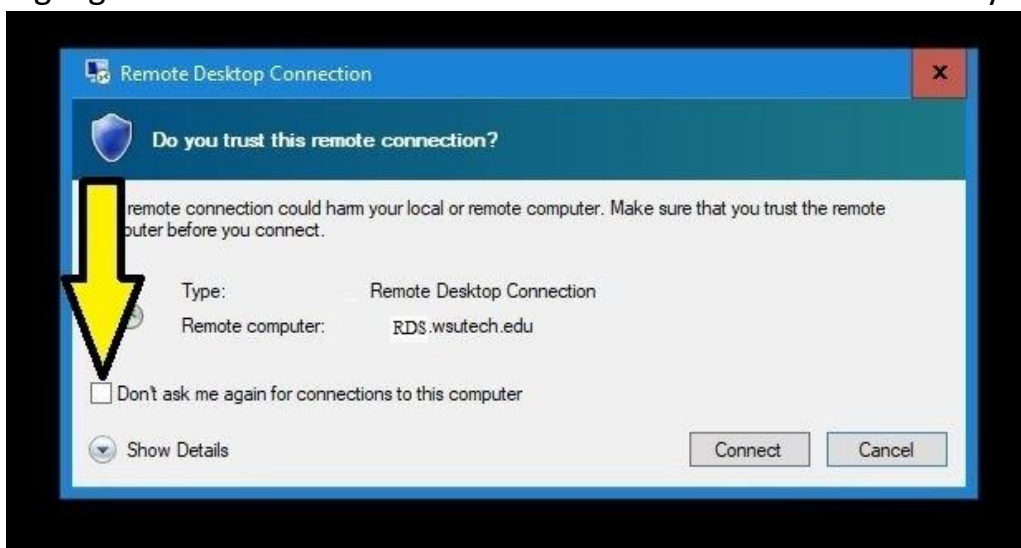 Remote Desktop Connection
x
Do you trust this remote connection?
remote connection could harm your local or remote computer. Make sure that you trust the remote
before you connect.
Type: Remote Desktop Connection
Remote computer: RDS.wsutech.edu
Don't ask me again for connections to this computer
Show Details
Connect Cancel